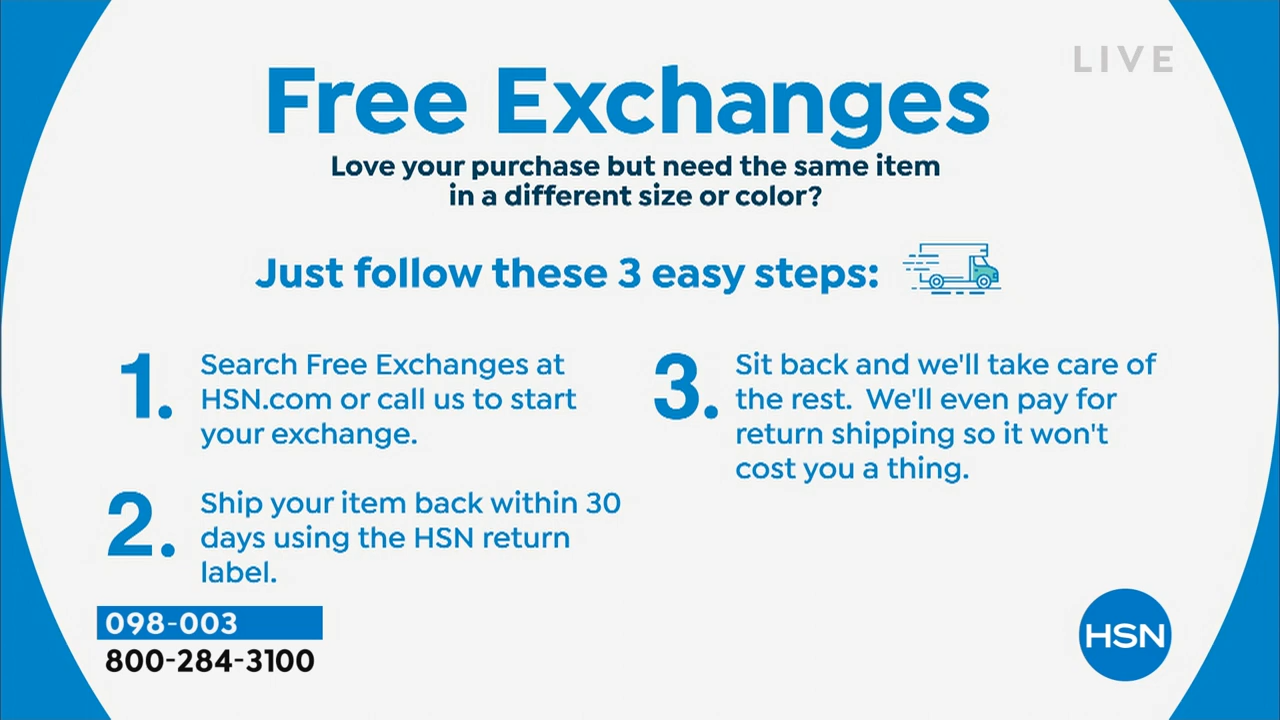 LIVE
Free Exchanges
Love your purchase but need the same item
in a different size or color?
Just follow these 3 easy steps:
1. Search Free Exchanges at
HSN.com or call us to start
your exchange.
2. Ship your item back within 30
days using the HSN return
label.
3. Sit back and we'll take care of
the rest.  We'll even pay for
return shipping so it won't
cost you a thing.
098-003
800-284-3100
HSN